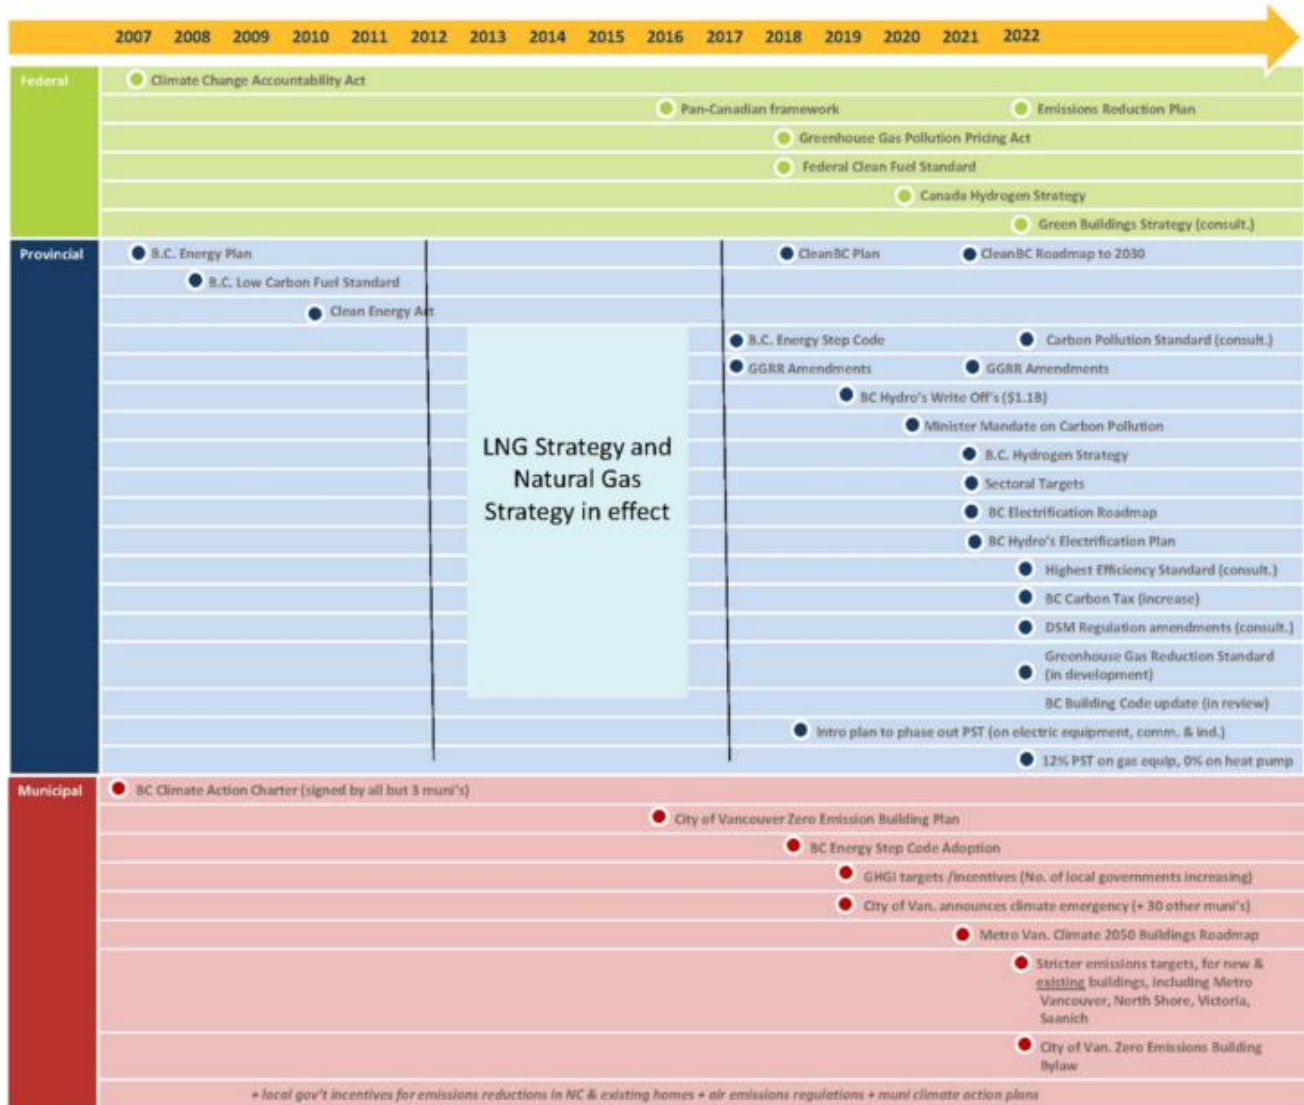 2007 2008 2009 2010 2011 2012 2013 2014 2015 2016 2017 2018 2019 2020 2021 2022
Federal
Climate Change Accountability Act
Pan-Canadian framework
Emissions Reduction Plan
Greenhouse Gas Pollution Pricing Act
Federal Clean Fuel Standard
Canada Hydrogen Strategy
Green Buildings Strategy (consult.)
Provincial
B.C. Energy Plan
CleanBC Plan
CleanBC Roadmap to 2030
B.C. Low Carbon Fuel Standard
Clean Energy Act
B.C. Energy Step Code
Carbon Pollution Standard (consult.)
GGRR Amendments
GGRR Amendments
BC Hydro's Write Off's ($1.1B)
Minister Mandate on Carbon Pollution
LNG Strategy and
Natural Gas
Strategy in effect
B.C. Hydrogen Strategy
Sectoral Targets
BC Electrification Roadmap
BC Hydro's Electrification Plan
Highest Efficiency Standard (consult.)
BC Carbon Tax (increase)
DSM Regulation amendments (consult.)
Greenhouse Gas Reduction Standard
(in development)
BC Building Code update (in review)
Intro plan to phase out PST (on electric equipment, comm. & ind.)
12% PST on gas equip, 0% on heat pump
Municipal
BC Climate Action Charter (signed by all but 3 muni's)
City of Vancouver Zero Emission Building Plan
BC Energy Step Code Adoption
GHGi targets /incentives (No. of local governments increasing)
City of Van. announces climate emergency (+ 30 other muni's)
Metro Van. Climate 2050 Buildings Roadmap
Stricter emissions targets, for new &
existing buildings, including Metro
Vancouver, North Shore, Victoria,
Saanich
City of Van. Zero Emissions Building
Bylaw
+ local gov't incentives for emissions reductions in NC & existing homes + air emissions regulations + muni climate action plans